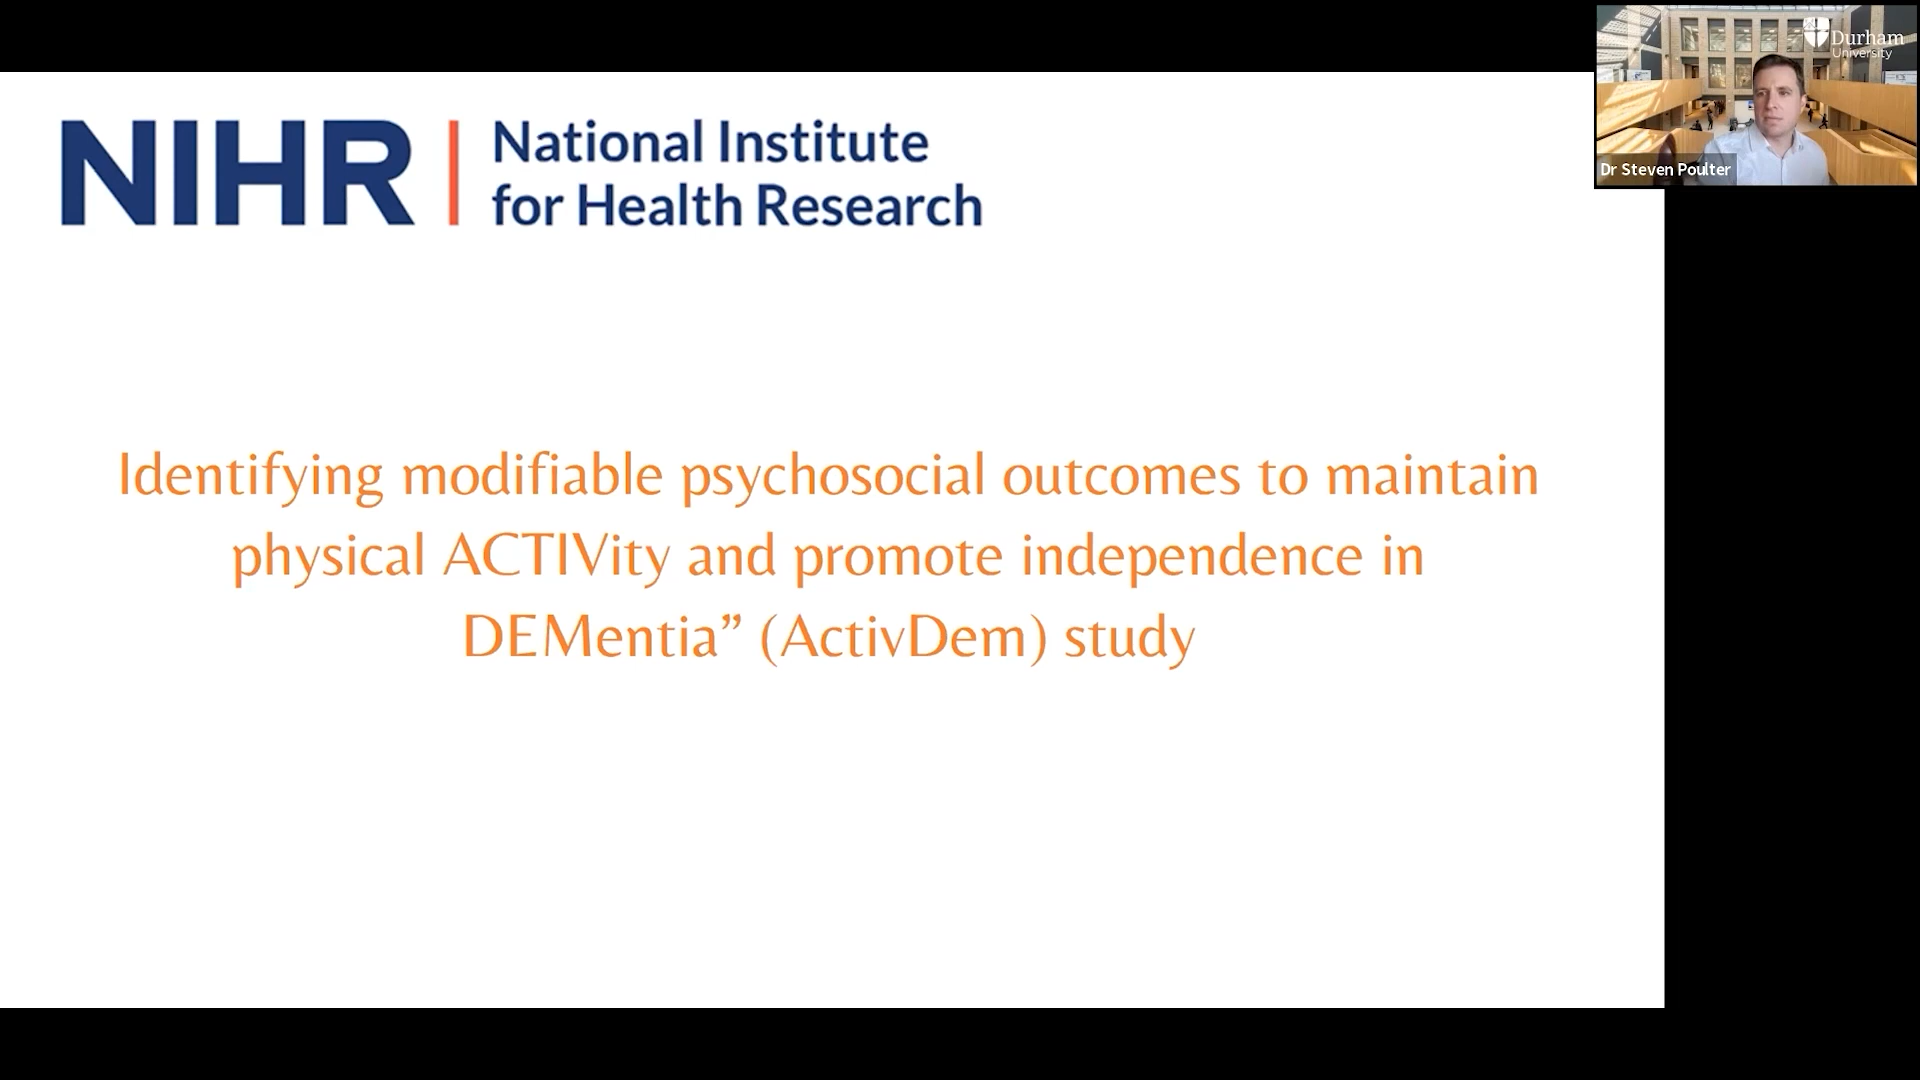 NIHR | National Institute
for Health Research
Durham
University
Dr Steven Poulter
Identifying modifiable psychosocial outcomes to maintain
physical ACTIVity and promote independence in
DEMentia” (ActivDem) study